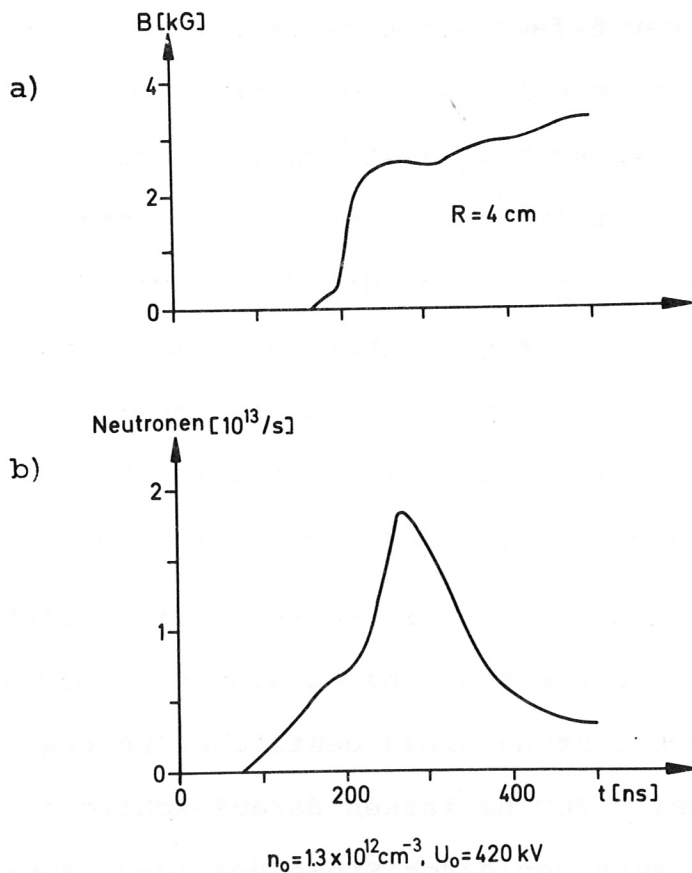 B [kG]
a)
4
2
0
R = 4 cm
Neutronen [10¹³/s]
b)
2
1
0
0
200
400
t [ns]
n₀ = 1.3 x 10¹² cm⁻³, U₀ = 420 kV